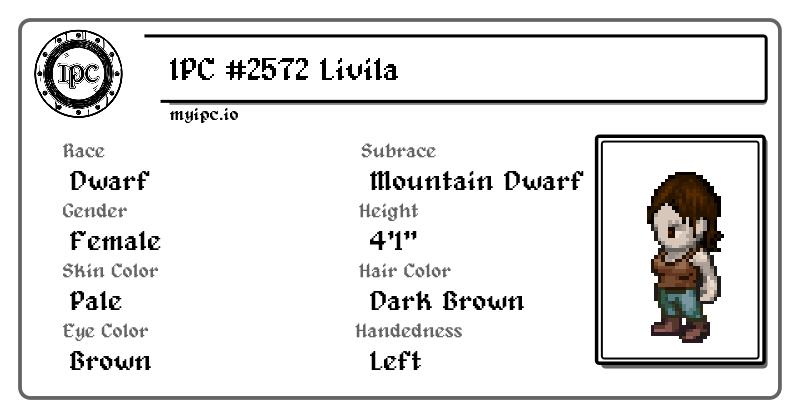 IPC
IPC #2572 Livila
myipc.io
Race
Dwarf
Subrace
Mountain Dwarf
Gender
Female
Height
4'1"
Skin Color
Pale
Hair Color
Dark Brown
Eye Color
Brown
Handedness
Left